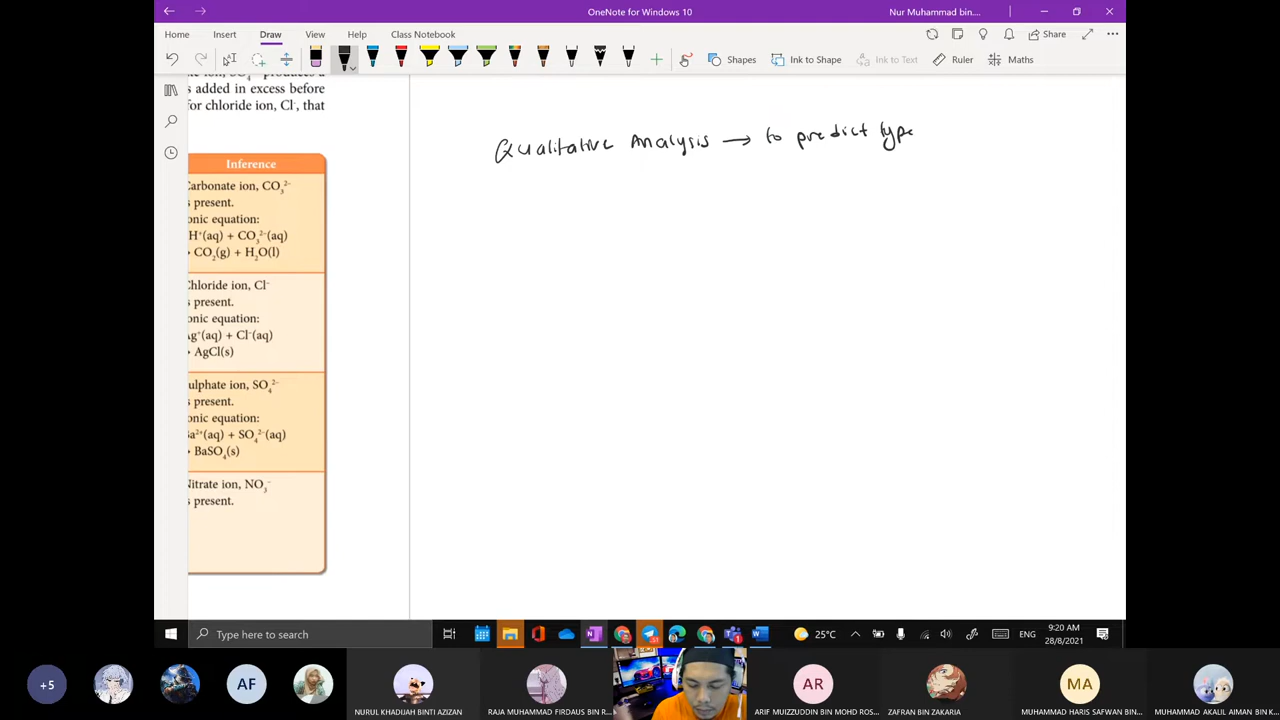 OneNote for Windows 10
Nur Muhammad bin....
Home Insert Draw View Help Class Notebook
Share
Shapes Ink to Shape Ink to Text Ruler Maths
produces a
s added in excess before
for chloride ion, Cl⁻, that
Qualitative Analysis → to predict type
Inference
Carbonate ion, CO₃²⁻
is present.
onic equation:
H⁺(aq) + CO₃²⁻(aq)
CO₂(g) + H₂O(l)
Chloride ion, Cl⁻
is present.
onic equation:
Ag⁺(aq) + Cl⁻(aq)
AgCl(s)
ulphate ion, SO₄²⁻
is present.
onic equation:
Ba²⁺(aq) + SO₄²⁻(aq)
BaSO₄(s)
Nitrate ion, NO₃⁻
is present.
Type here to search
25°C
ENG
9:20 AM
28/8/2021
+5
AF
AR
MA
NURUL KHADIJAH BINTI AZIZAN
RAJA MUHAMMAD FIRDAUS BIN R...
ARIF MUIZZUDDIN BIN MOHD ROS...
ZAFRAN BIN ZAKARIA
MUHAMMAD HARIS SAFWAN BIN...
MUHAMMAD AKALIL AIMAN BIN K...